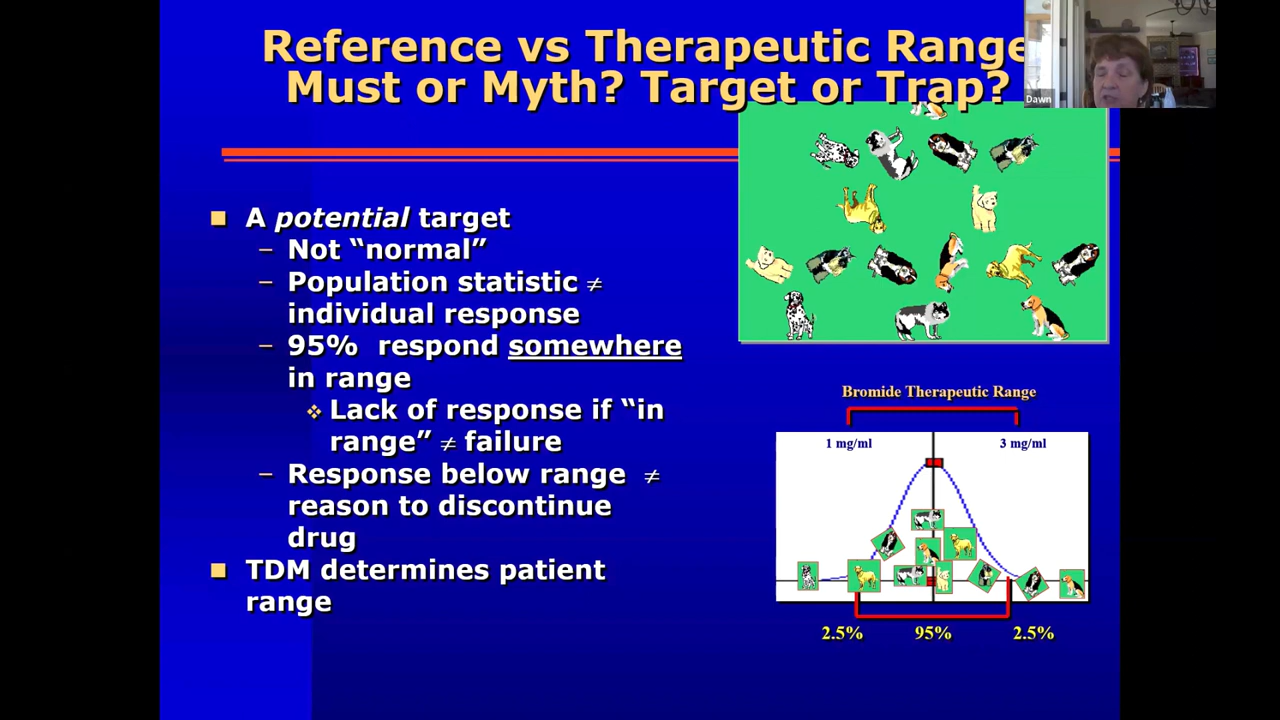 Reference vs Therapeutic Range
Must or Myth? Target or Trap?
Dawn
A potential target
– Not “normal”
– Population statistic ≠
individual response
– 95% respond somewhere
in range
❖ Lack of response if “in
range” ≠ failure
– Response below range ≠
reason to discontinue
drug
TDM determines patient
range
Bromide Therapeutic Range
1 mg/ml 3 mg/ml
2.5% 95% 2.5%